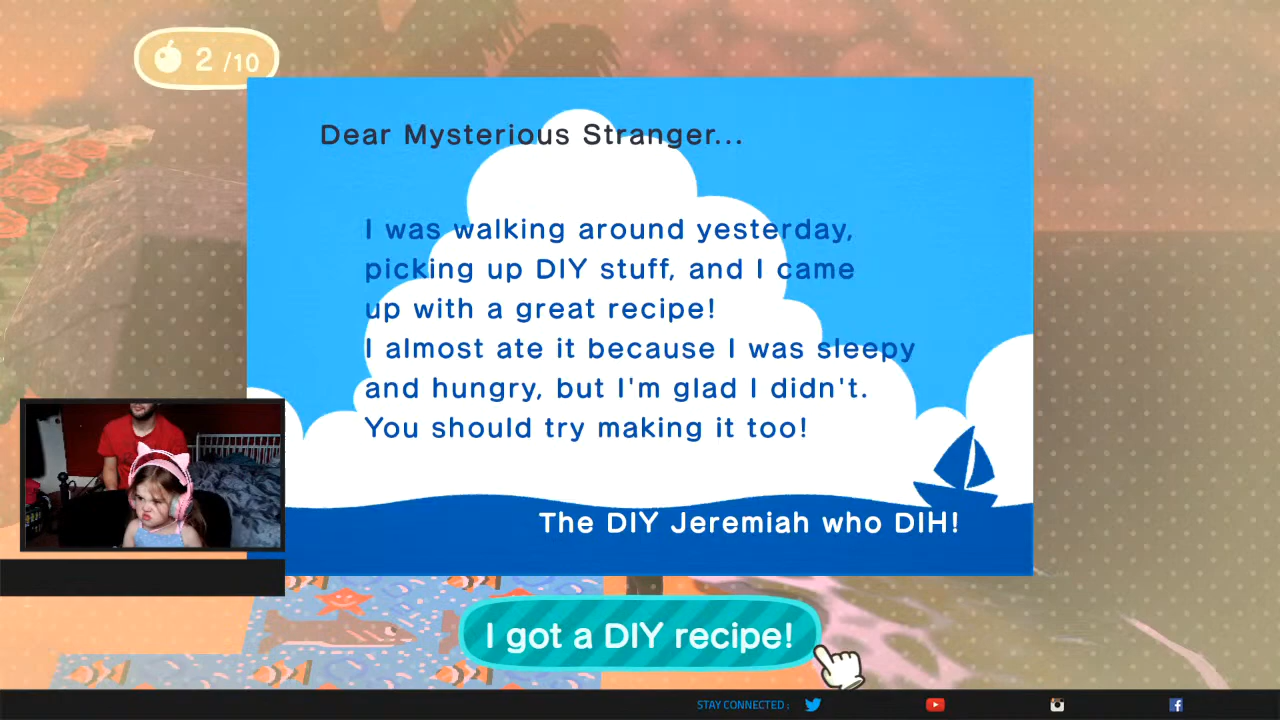 2 /10
Dear Mysterious Stranger...
I was walking around yesterday,
picking up DIY stuff, and I came
up with a great recipe!
I almost ate it because I was sleepy
and hungry, but I'm glad I didn't.
You should try making it too!
The DIY Jeremiah who DIH!
I got a DIY recipe!
STAY CONNECTED :